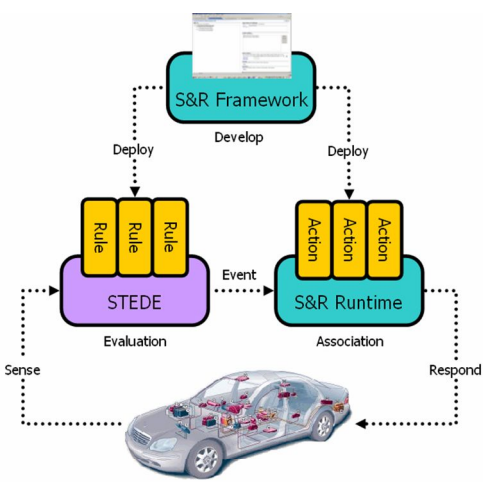 S&R Framework
Develop
Deploy
Deploy
Rule
Rule
Rule
Action
Action
Action
STEDE
Event
S&R Runtime
Evaluation
Association
Sense
Respond